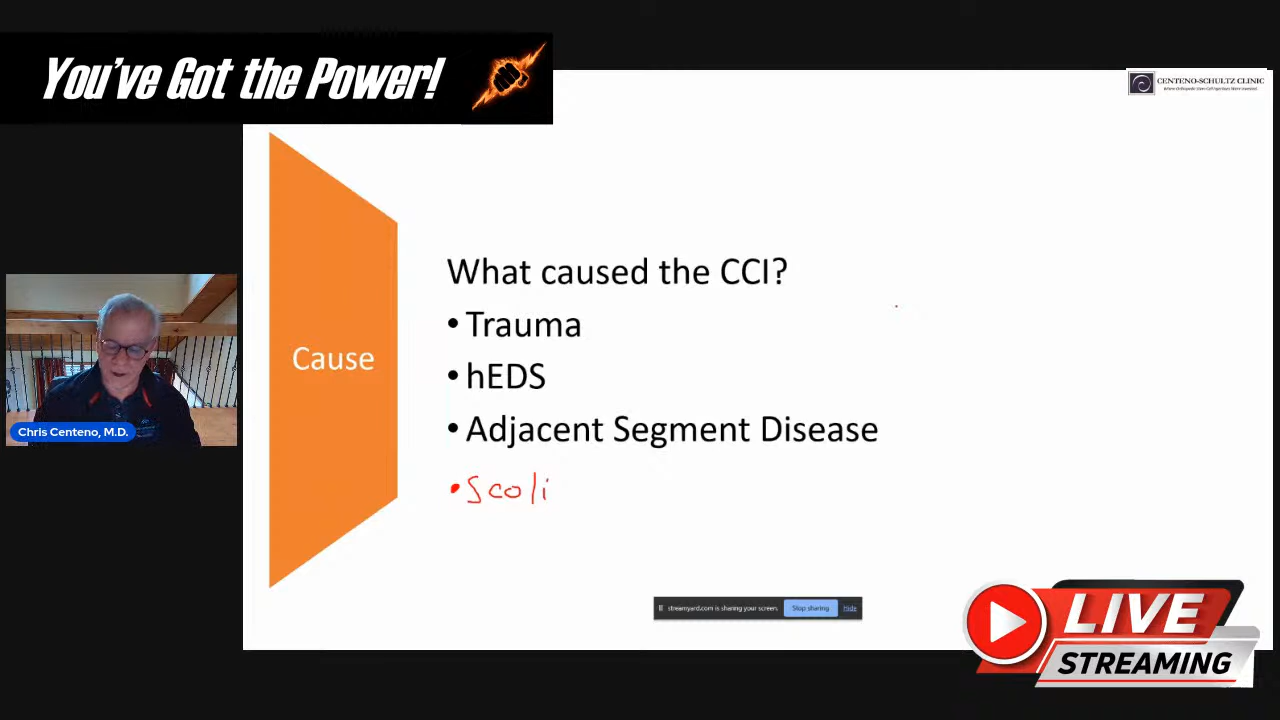 You've Got the Power!
CENTENO-SCHULTZ CLINIC
What caused the CCI?
• Trauma
Cause
• hEDS
• Adjacent Segment Disease
Chris Centeno, M.D.
• Scoli
streamyard.com is sharing your screen. Stop sharing Hide
LIVE
STREAMING